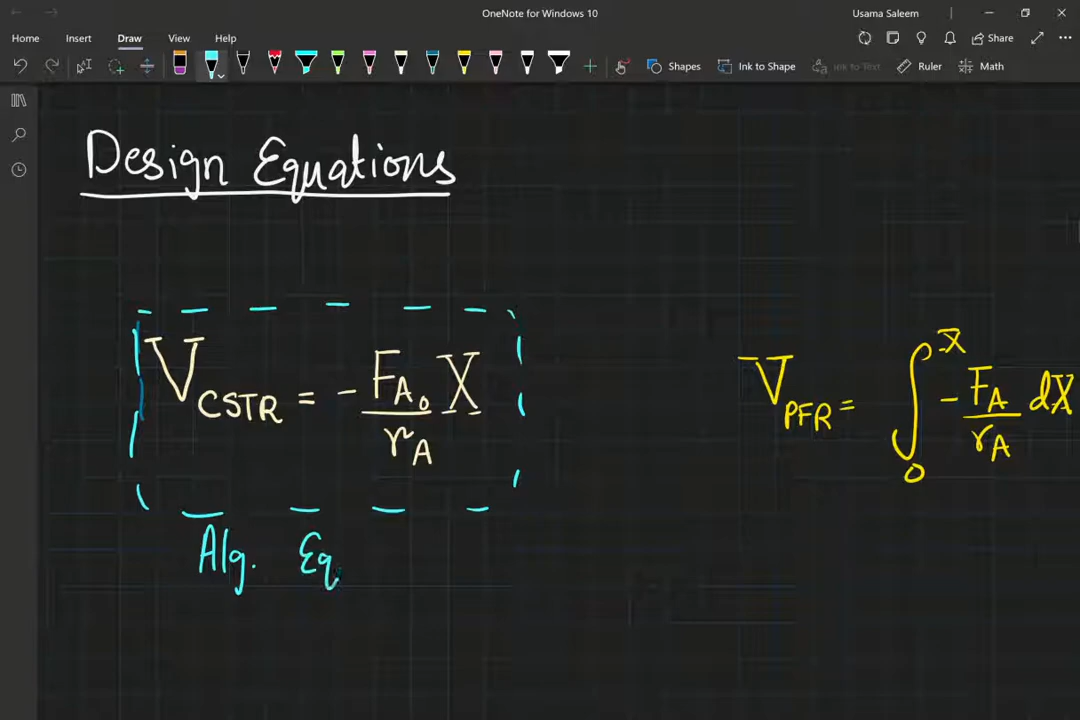 OneNote for Windows 10
Usama Saleem
Home Insert Draw View Help
Share
Shapes Ink to Shape Ink to Text Ruler Math
Design Equations
V_CSTR = - F_A0 X / r_A
V_PFR = ∫_0^X - F_A / r_A dX
Alg. Eq